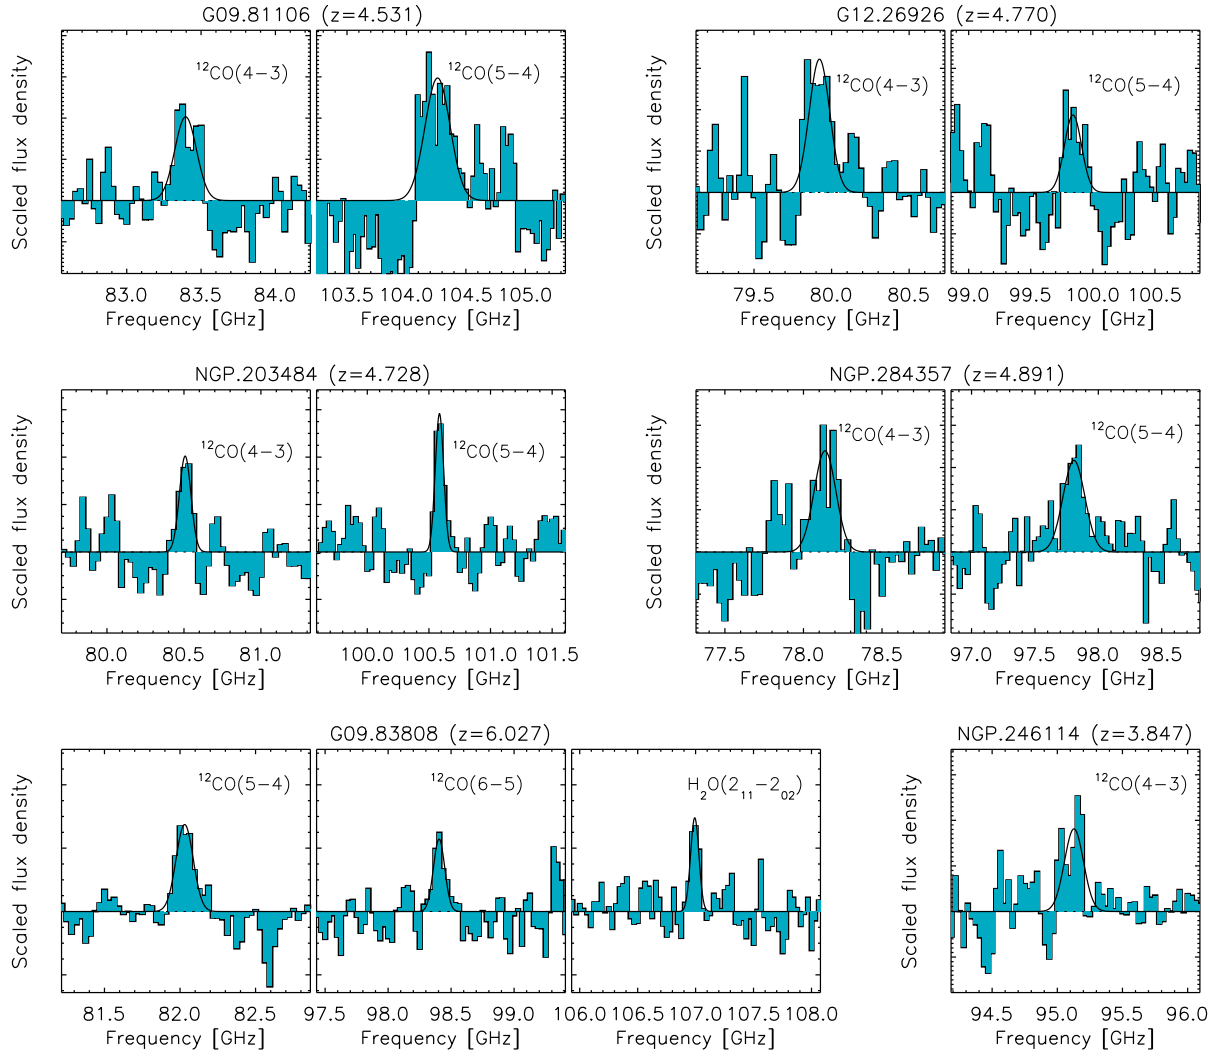 G09.81106 (z=4.531)
G12.26926 (z=4.770)
Scaled flux density
¹²CO(4−3)
¹²CO(5−4)
Scaled flux density
¹²CO(4−3)
¹²CO(5−4)
83.0 83.5 84.0
103.5 104.0 104.5 105.0
79.5 80.0 80.5
99.0 99.5 100.0 100.5
Frequency [GHz]
Frequency [GHz]
Frequency [GHz]
Frequency [GHz]
NGP.203484 (z=4.728)
NGP.284357 (z=4.891)
Scaled flux density
¹²CO(4−3)
¹²CO(5−4)
Scaled flux density
¹²CO(4−3)
¹²CO(5−4)
80.0 80.5 81.0
100.0 100.5 101.0 101.5
77.5 78.0 78.5
97.0 97.5 98.0 98.5
Frequency [GHz]
Frequency [GHz]
Frequency [GHz]
Frequency [GHz]
G09.83808 (z=6.027)
NGP.246114 (z=3.847)
Scaled flux density
¹²CO(5−4)
¹²CO(6−5)
H₂O(2₁₁−2₀₂)
Scaled flux density
¹²CO(4−3)
81.5 82.0 82.5
97.5 98.0 98.5 99.0
106.0 106.5 107.0 107.5 108.0
94.5 95.0 95.5 96.0
Frequency [GHz]
Frequency [GHz]
Frequency [GHz]
Frequency [GHz]